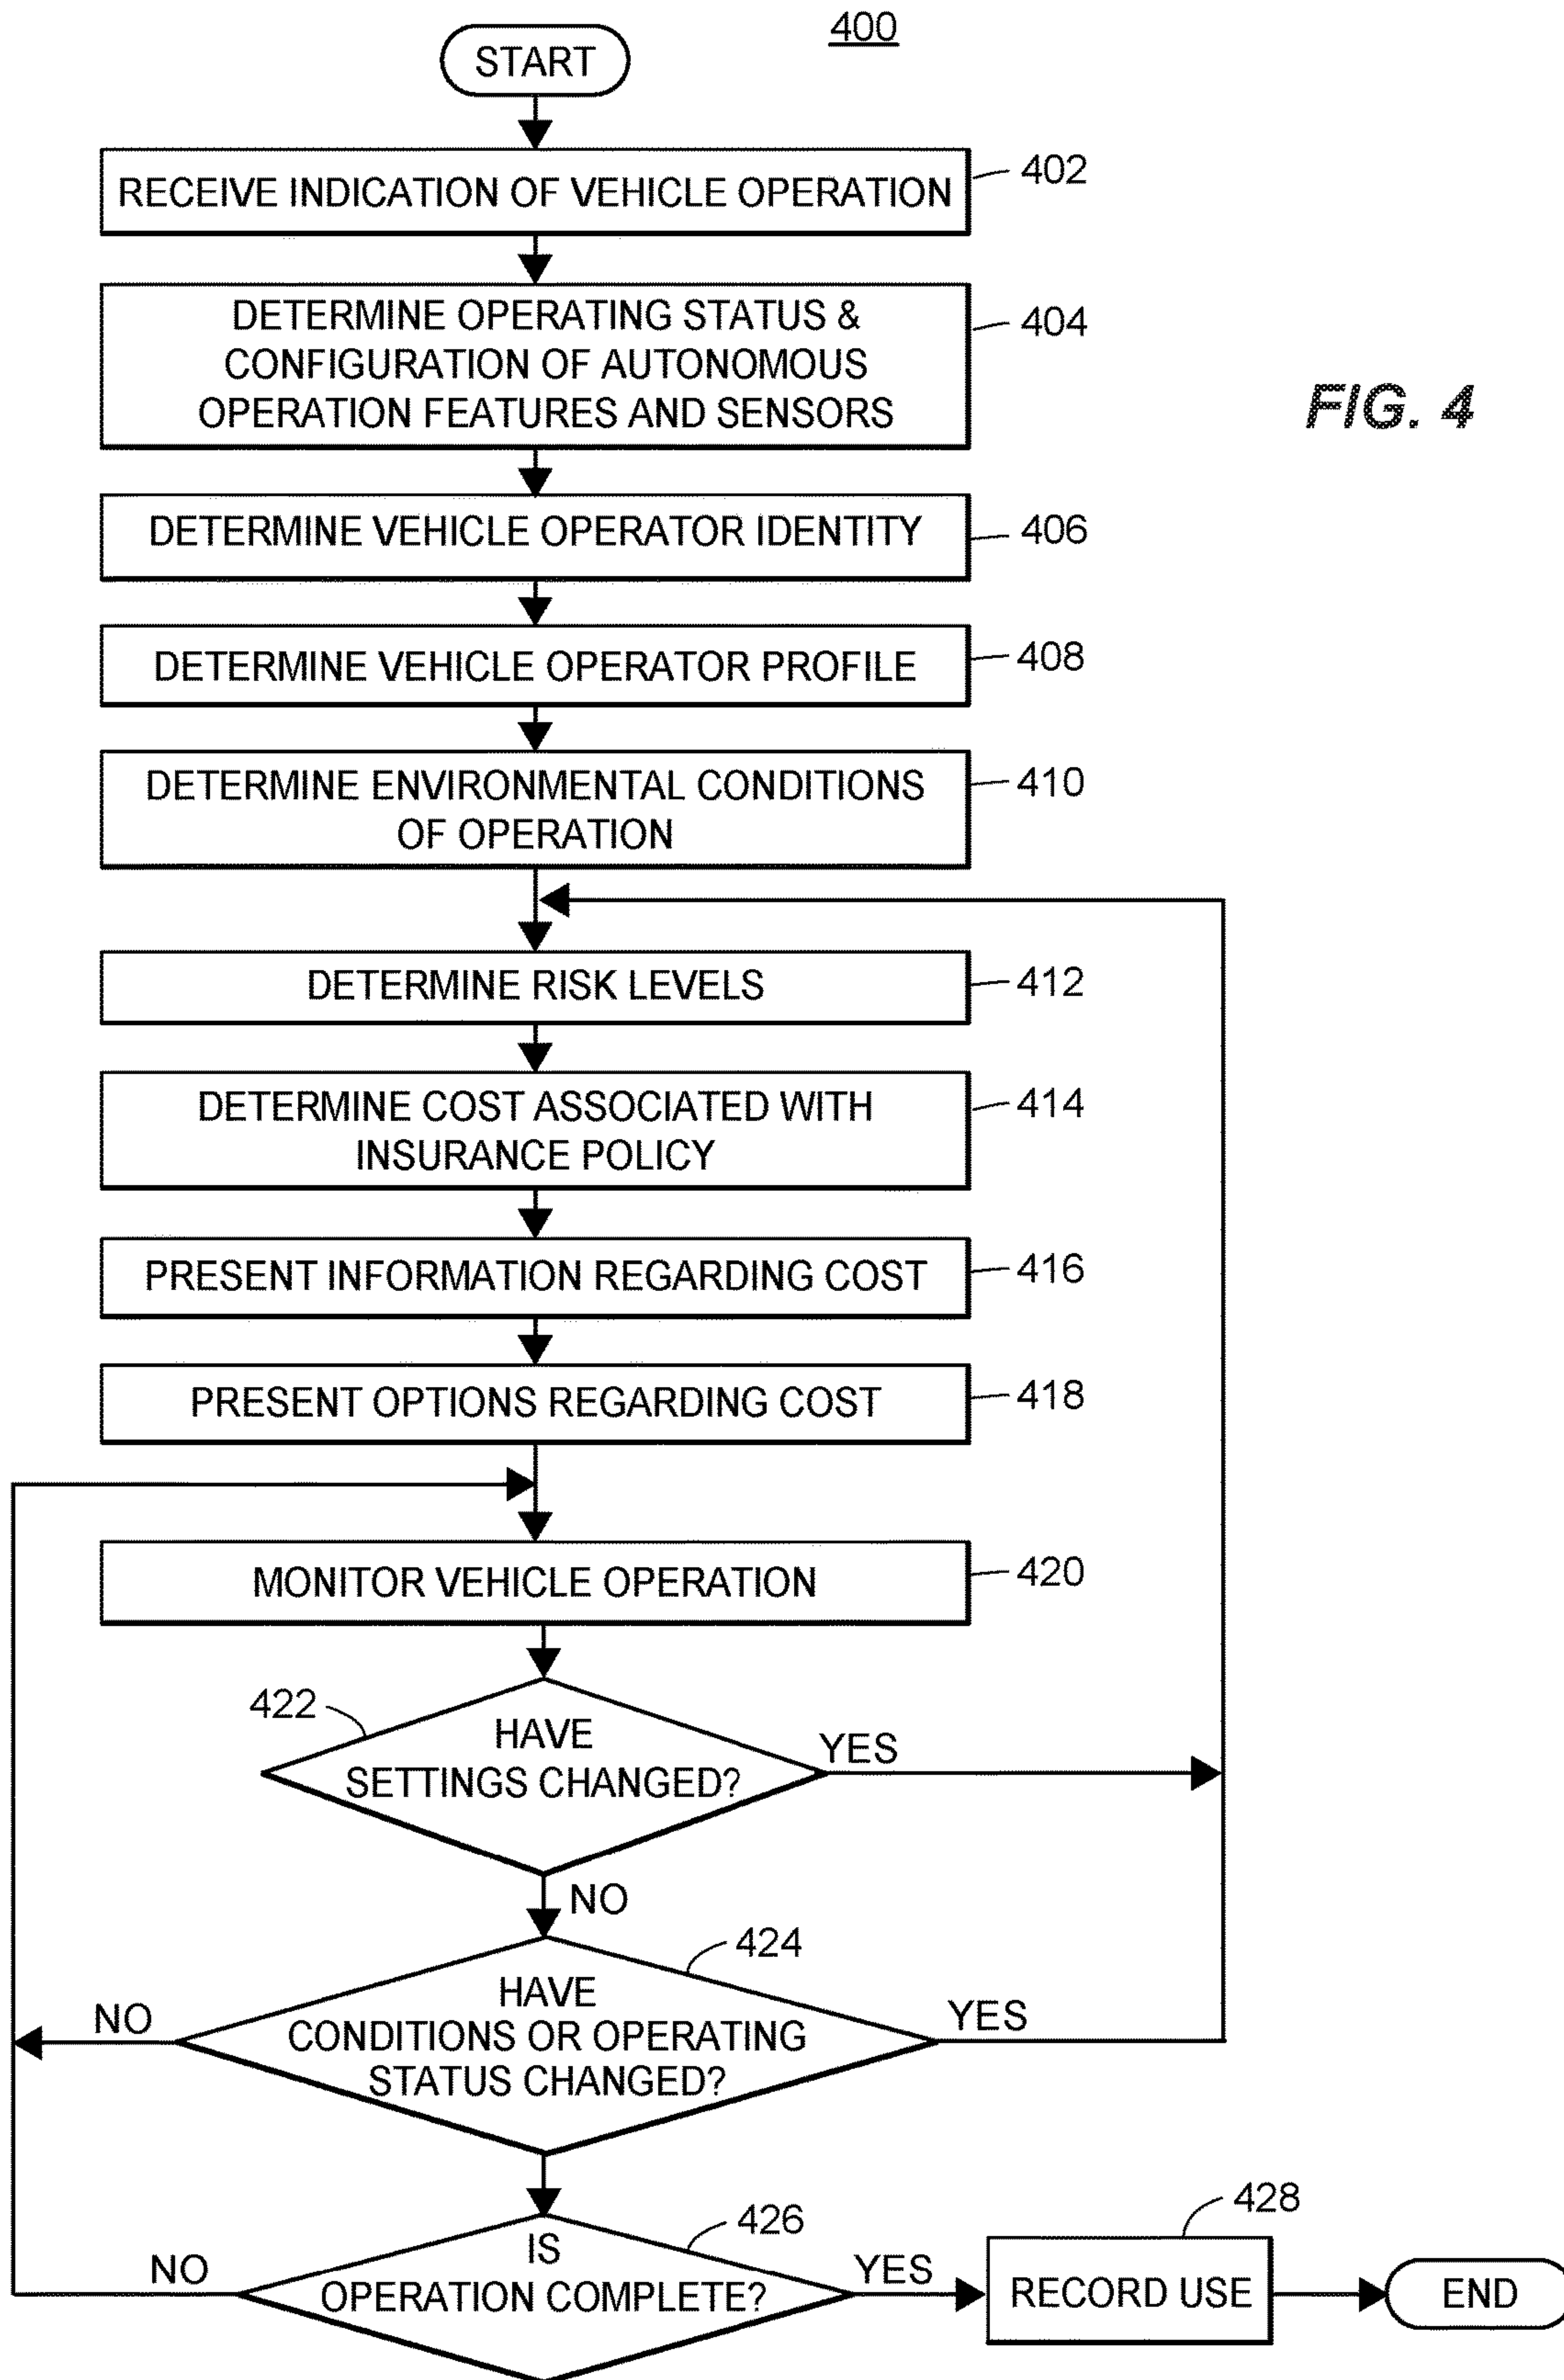 400
START
RECEIVE INDICATION OF VEHICLE OPERATION
402
DETERMINE OPERATING STATUS &
CONFIGURATION OF AUTONOMOUS
OPERATION FEATURES AND SENSORS
404
FIG. 4
DETERMINE VEHICLE OPERATOR IDENTITY
406
DETERMINE VEHICLE OPERATOR PROFILE
408
DETERMINE ENVIRONMENTAL CONDITIONS
OF OPERATION
410
DETERMINE RISK LEVELS
412
DETERMINE COST ASSOCIATED WITH
INSURANCE POLICY
414
PRESENT INFORMATION REGARDING COST
416
PRESENT OPTIONS REGARDING COST
418
MONITOR VEHICLE OPERATION
420
422
HAVE
SETTINGS CHANGED?
YES
NO
424
HAVE
CONDITIONS OR OPERATING
STATUS CHANGED?
NO
YES
426
IS
OPERATION COMPLETE?
NO
YES
428
RECORD USE
END